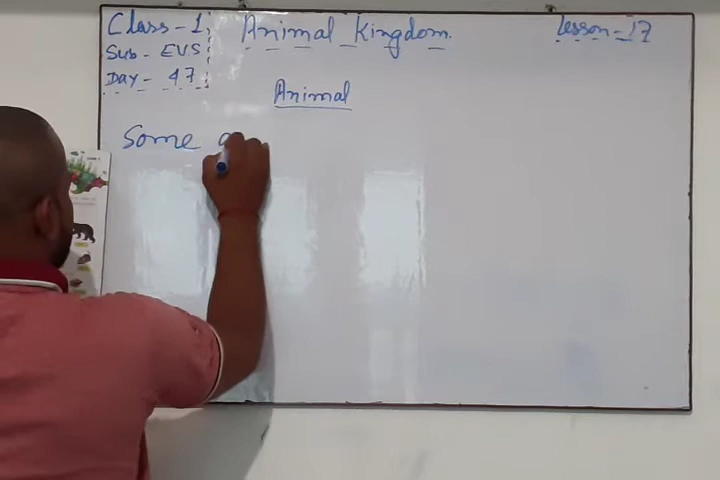 Class - 1
Sub - EVS
Day - 47
Animal Kingdom.
Lesson - 17
Animal
Some a